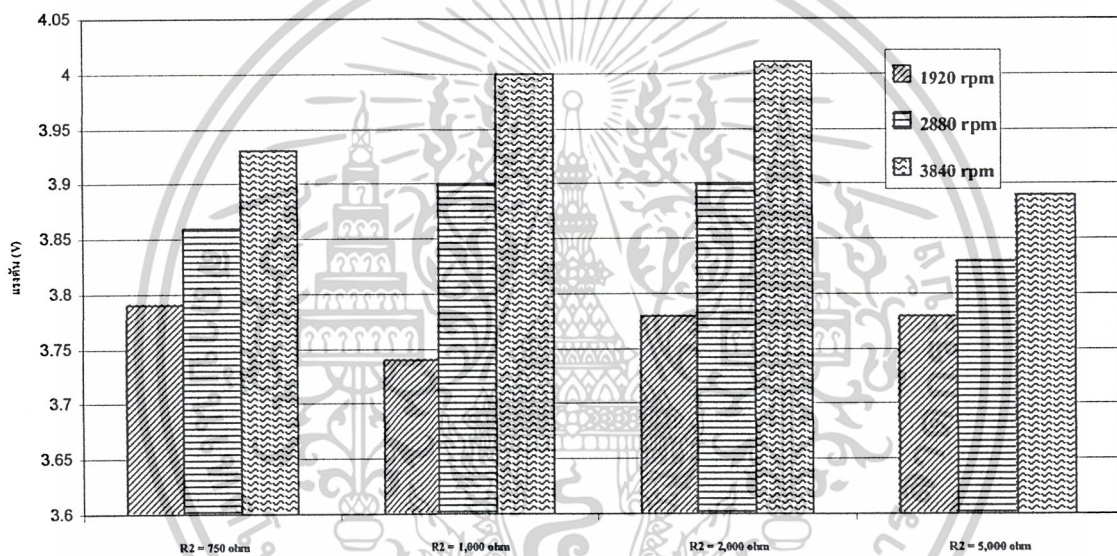 4.05
4
3.95
3.9
3.85
3.8
3.75
3.7
3.65
3.6
แรงดัน (V)
1920 rpm
2880 rpm
3840 rpm
R2 = 750 ohm
R2 = 1,000 ohm
R2 = 2,000 ohm
R2 = 5,000 ohm